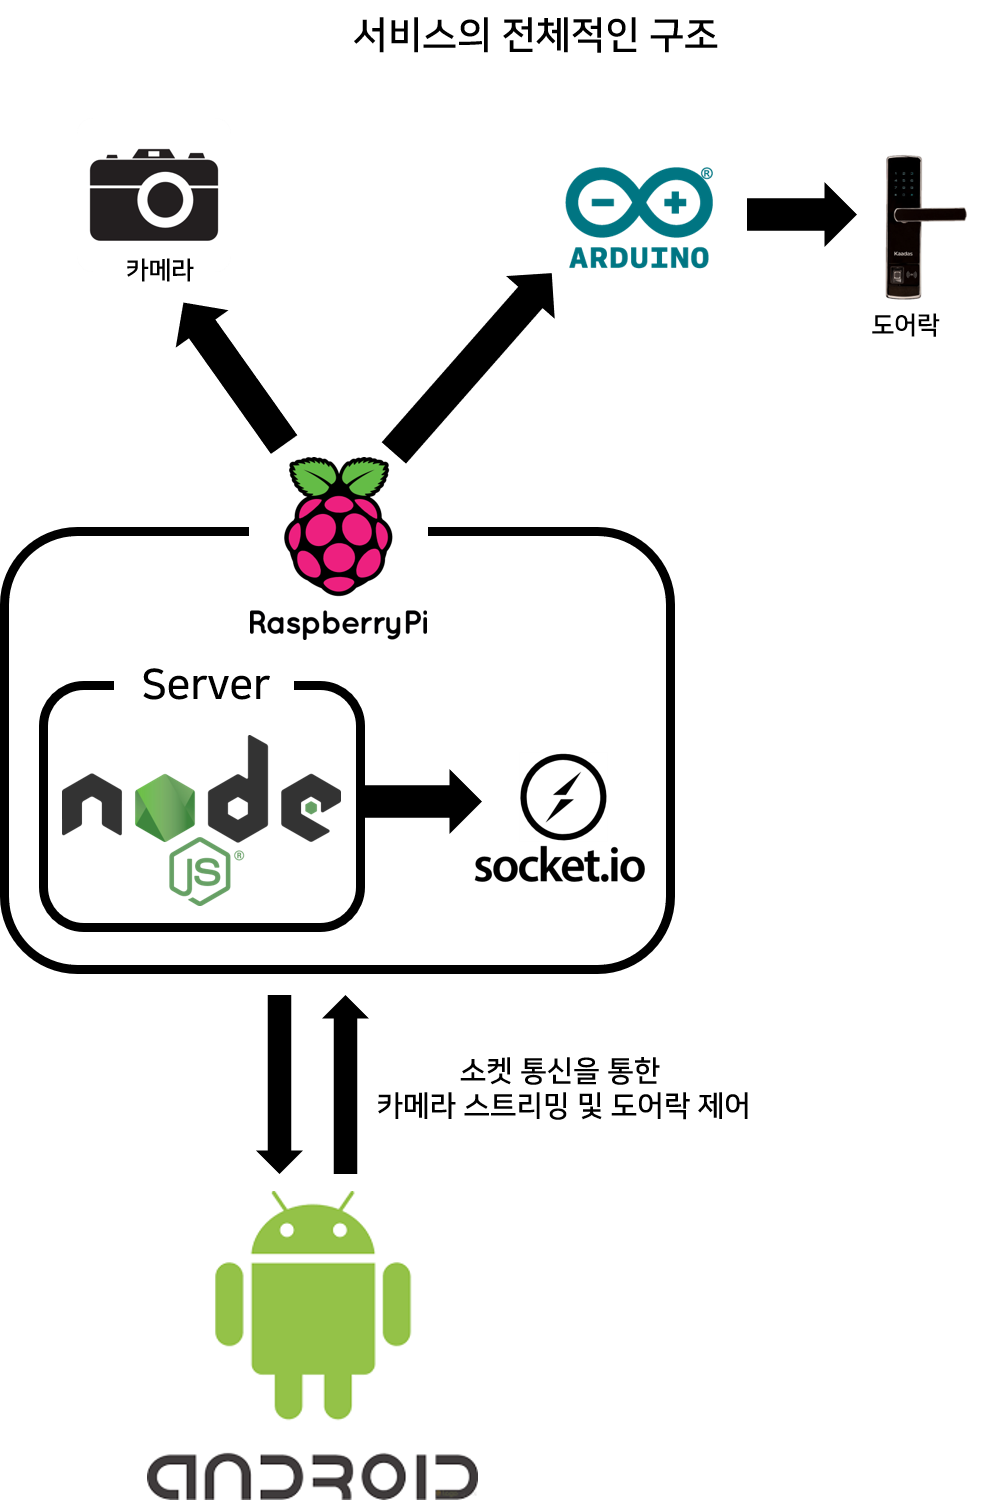 서비스의 전체적인 구조
카메라
ARDUINO
Kaadas
도어락
RaspberryPi
Server
node
JS
socket.io
소켓 통신을 통한
카메라 스트리밍 및 도어락 제어
ANDROID